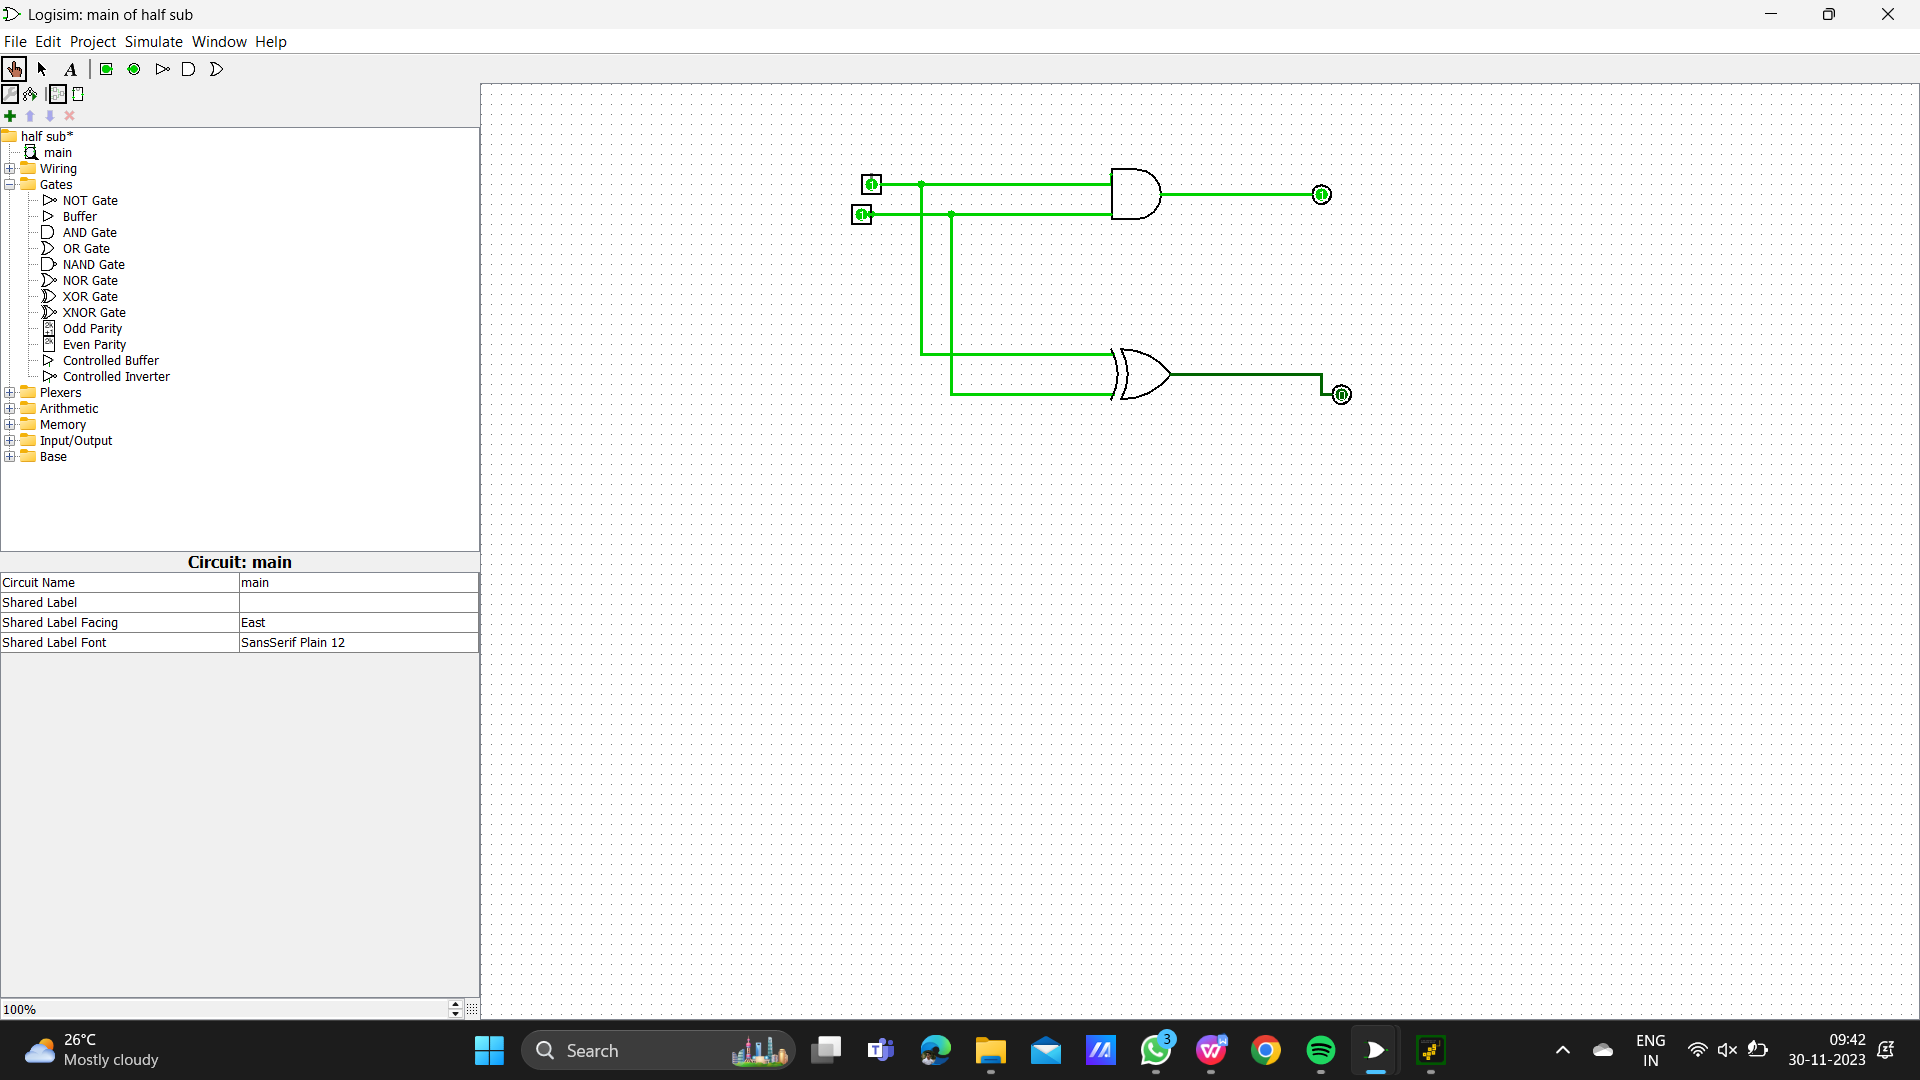 Logisim: main of half sub
File Edit Project Simulate Window Help
A
half sub*
main
Wiring
Gates
NOT Gate
Buffer
AND Gate
OR Gate
NAND Gate
NOR Gate
XOR Gate
XNOR Gate
2k
+1
Odd Parity
2k
Even Parity
Controlled Buffer
Controlled Inverter
Plexers
Arithmetic
Memory
Input/Output
Base
1
1
1
0
Circuit: main
Circuit Name main
Shared Label
Shared Label Facing East
Shared Label Font SansSerif Plain 12
100%
26°C
Mostly cloudy
Search
3
W
ENG
IN
09:42
30-11-2023